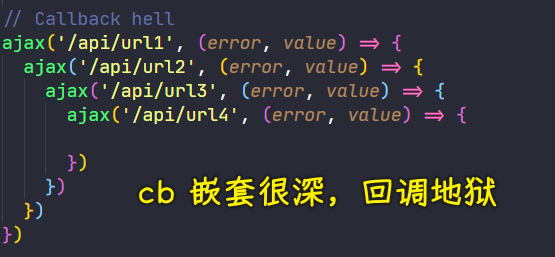 // Callback hell
ajax('/api/url1', (error, value) => {
  ajax('/api/url2', (error, value) => {
    ajax('/api/url3', (error, value) => {
      ajax('/api/url4', (error, value) => {
      })
    })
cb 嵌套很深，回调地狱
  })
})